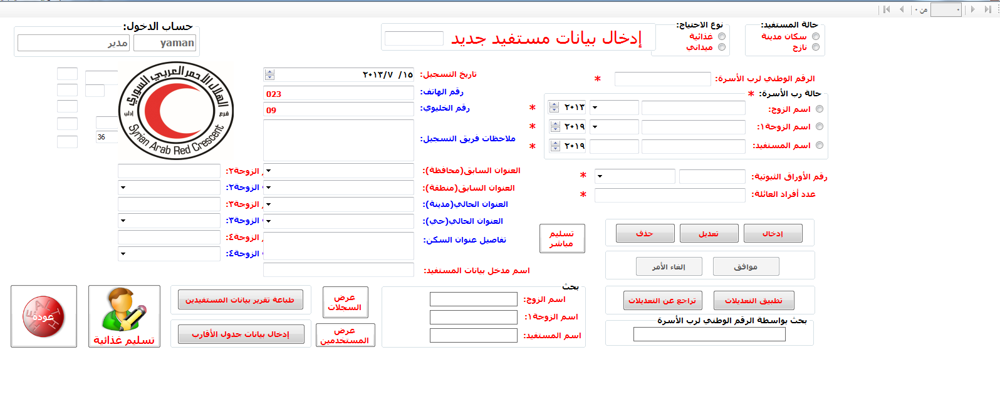 من
حالة المستفيد:
سكان مدينة
نازح
نوع الاحتياج:
غذائية
ميداني
إدخال بيانات مستفيد جديد
حساب الدخول:
yaman
مدير
الرقم الوطني لرب الأسرة:
*
حالة رب الأسرة: *
اسم الزوج:
٢٠١٣
*
اسم الزوجة١:
٢٠١٩
*
اسم المستفيد:
٢٠١٩
*
رقم الأوراق الثبوتية:
*
عدد أفراد العائلة:
*
تاريخ التسجيل:
١٥/ ٢٠١٣/٧
رقم الهاتف:
023
رقم الخليوي:
09
ملاحظات فريق التسجيل:
العنوان السابق(محافظة):
العنوان السابق(منطقة):
العنوان الحالي(مدينة):
العنوان الحالي(حي):
تفاصيل عنوان السكن:
اسم مدخل بيانات المستفيد:
الهلال الأحمر العربي السوري
فرع
إدلب
Syrian Arab Red Crescent
36
الزوجة٢:
الزوجة٢:
الزوجة٣:
الزوجة٣:
الزوجة٤:
الزوجة٤:
إدخال
تعديل
حذف
تسليم
مباشر
موافق
إلغاء الأمر
تطبيق التعديلات
تراجع عن التعديلات
بحث بواسطة الرقم الوطني لرب الأسرة
بحث
اسم الزوج:
اسم الزوجة١:
اسم المستفيد:
عرض
السجلات
عرض
المستخدمين
طباعة تقرير بيانات المستفيدين
إدخال بيانات جدول الأقارب
تسليم غذائية
عودة
HEALTH